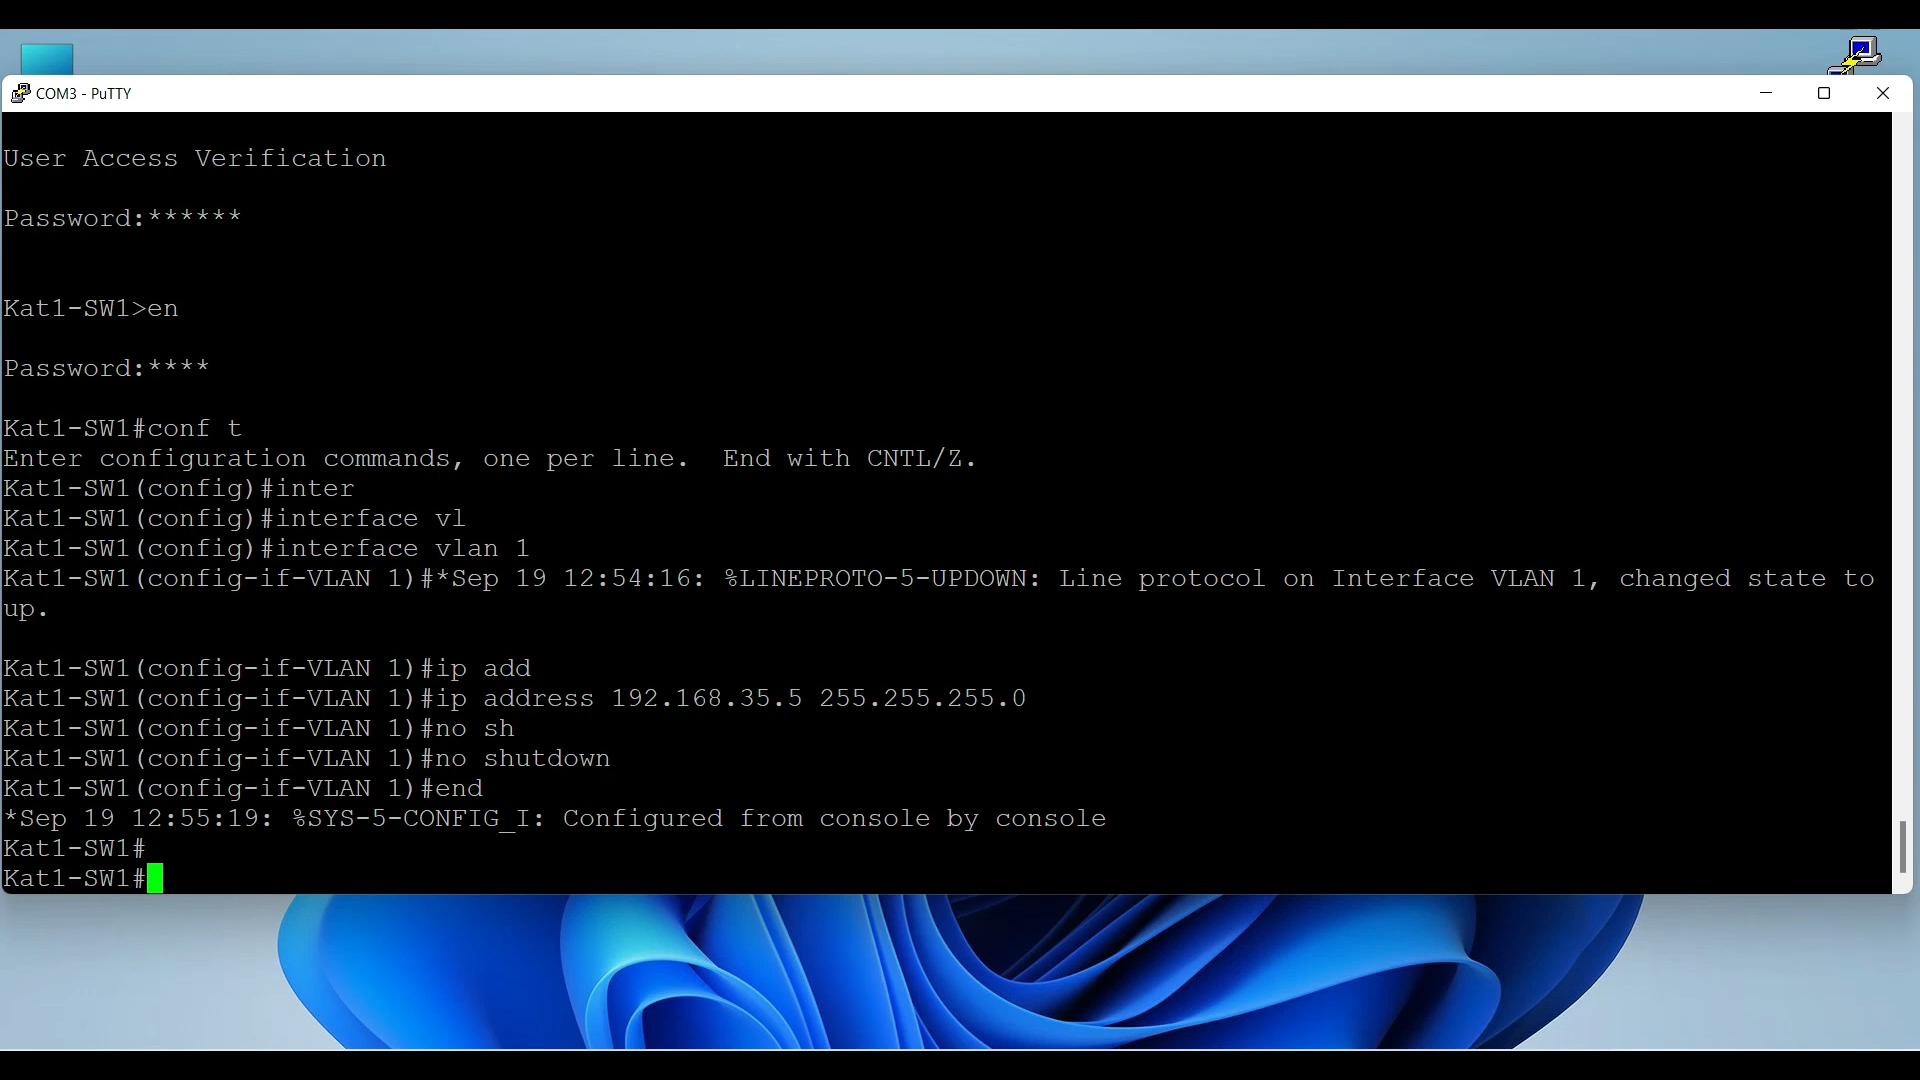 COM3 - PuTTY
User Access Verification
Password:******
Kat1-SW1>en
Password:****
Kat1-SW1#conf t
Enter configuration commands, one per line.  End with CNTL/Z.
Kat1-SW1(config)#inter
Kat1-SW1(config)#interface vl
Kat1-SW1(config)#interface vlan 1
Kat1-SW1(config-if-VLAN 1)#*Sep 19 12:54:16: %LINEPROTO-5-UPDOWN: Line protocol on Interface VLAN 1, changed state to
up.
Kat1-SW1(config-if-VLAN 1)#ip add
Kat1-SW1(config-if-VLAN 1)#ip address 192.168.35.5 255.255.255.0
Kat1-SW1(config-if-VLAN 1)#no sh
Kat1-SW1(config-if-VLAN 1)#no shutdown
Kat1-SW1(config-if-VLAN 1)#end
*Sep 19 12:55:19: %SYS-5-CONFIG_I: Configured from console by console
Kat1-SW1#
Kat1-SW1#